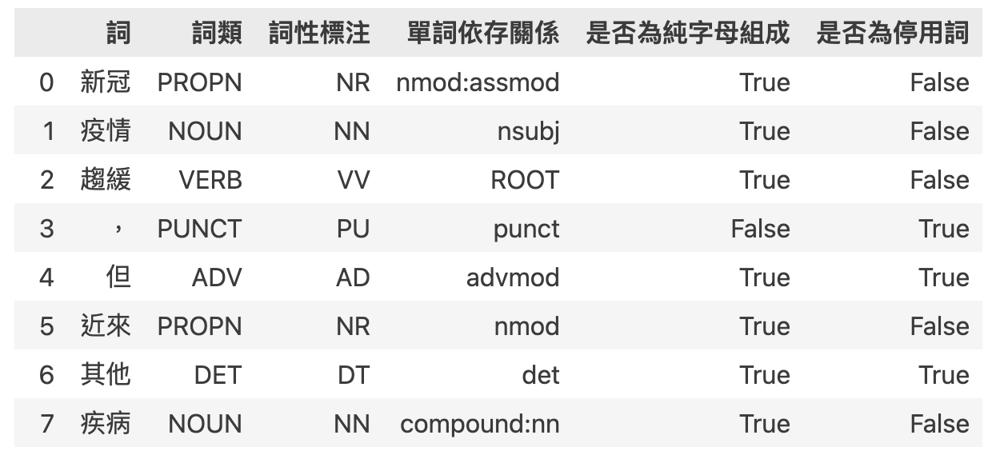 詞 詞類 詞性標注 單詞依存關係 是否為純字母組成 是否為停用詞
0 新冠 PROPN NR nmod:assmod True False
1 疫情 NOUN NN nsubj True False
2 趨緩 VERB VV ROOT True False
3 ， PUNCT PU punct False True
4 但 ADV AD advmod True True
5 近來 PROPN NR nmod True False
6 其他 DET DT det True True
7 疾病 NOUN NN compound:nn True False